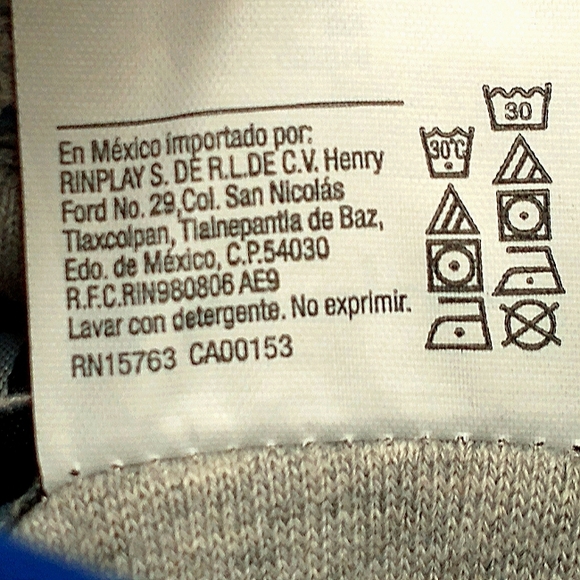 En México importado por:
RINPLAY S. DE R.L.DE C.V. Henry
Ford No. 29,Col. San Nicolás
Tlaxcolpan, Tlalnepantla de Baz,
Edo. de México, C.P.54030
R.F.C.RIN980806 AE9
Lavar con detergente. No exprimir.
RN15763 CA00153
30
30°C